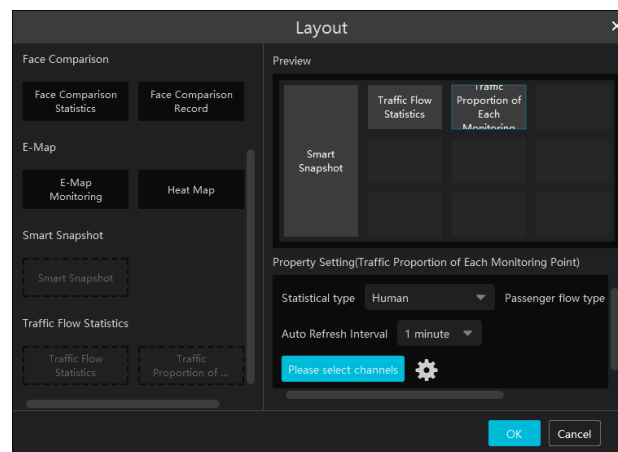 Layout
Face Comparison
Face Comparison
Statistics
Face Comparison
Record
E-Map
E-Map
Monitoring
Heat Map
Smart Snapshot
Smart Snapshot
Traffic Flow Statistics
Traffic Flow
Statistics
Traffic
Proportion of ...
Preview
Smart
Snapshot
Traffic Flow
Statistics
Traffic
Proportion of
Each
Monitoring
Property Setting(Traffic Proportion of Each Monitoring Point)
Statistical type Human Passenger flow type
Auto Refresh Interval 1 minute
Please select channels
OK Cancel